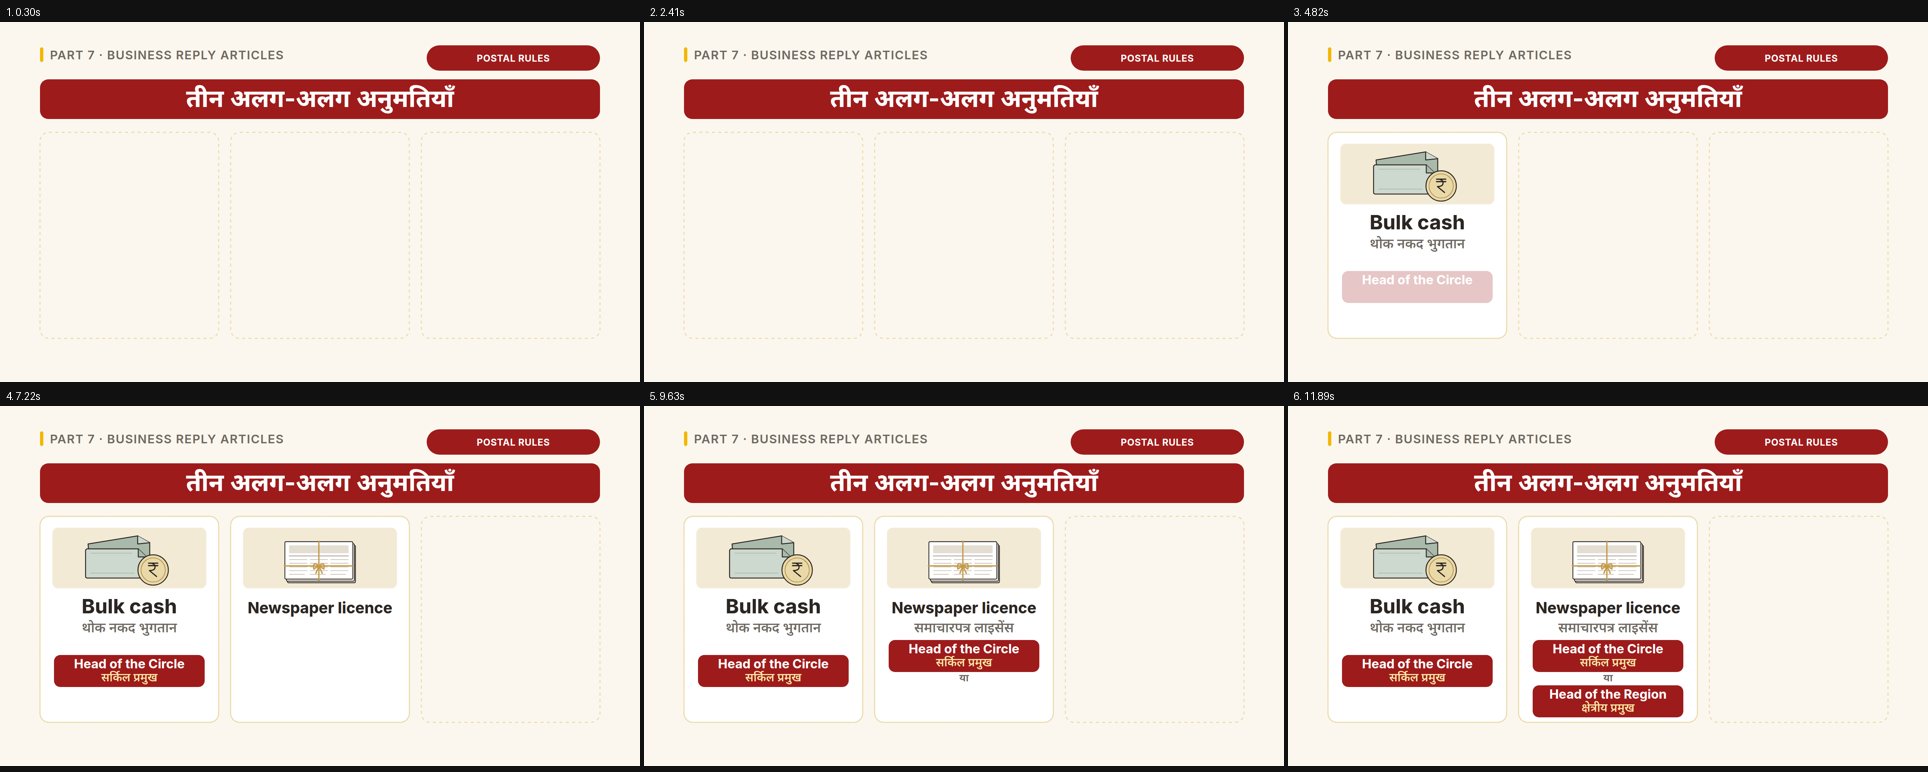 1. 0.30s
PART 7 · BUSINESS REPLY ARTICLES
POSTAL RULES
तीन अलग-अलग अनुमतियाँ
2. 2.41s
PART 7 · BUSINESS REPLY ARTICLES
POSTAL RULES
तीन अलग-अलग अनुमतियाँ
3. 4.82s
PART 7 · BUSINESS REPLY ARTICLES
POSTAL RULES
तीन अलग-अलग अनुमतियाँ
₹
Bulk cash
थोक नकद भुगतान
Head of the Circle
4. 7.22s
PART 7 · BUSINESS REPLY ARTICLES
POSTAL RULES
तीन अलग-अलग अनुमतियाँ
₹
Bulk cash
थोक नकद भुगतान
Head of the Circle
सर्किल प्रमुख
Newspaper licence
5. 9.63s
PART 7 · BUSINESS REPLY ARTICLES
POSTAL RULES
तीन अलग-अलग अनुमतियाँ
₹
Bulk cash
थोक नकद भुगतान
Head of the Circle
सर्किल प्रमुख
Newspaper licence
समाचारपत्र लाइसेंस
Head of the Circle
सर्किल प्रमुख
या
6. 11.89s
PART 7 · BUSINESS REPLY ARTICLES
POSTAL RULES
तीन अलग-अलग अनुमतियाँ
₹
Bulk cash
थोक नकद भुगतान
Head of the Circle
सर्किल प्रमुख
Newspaper licence
समाचारपत्र लाइसेंस
Head of the Circle
सर्किल प्रमुख
या
Head of the Region
क्षेत्रीय प्रमुख